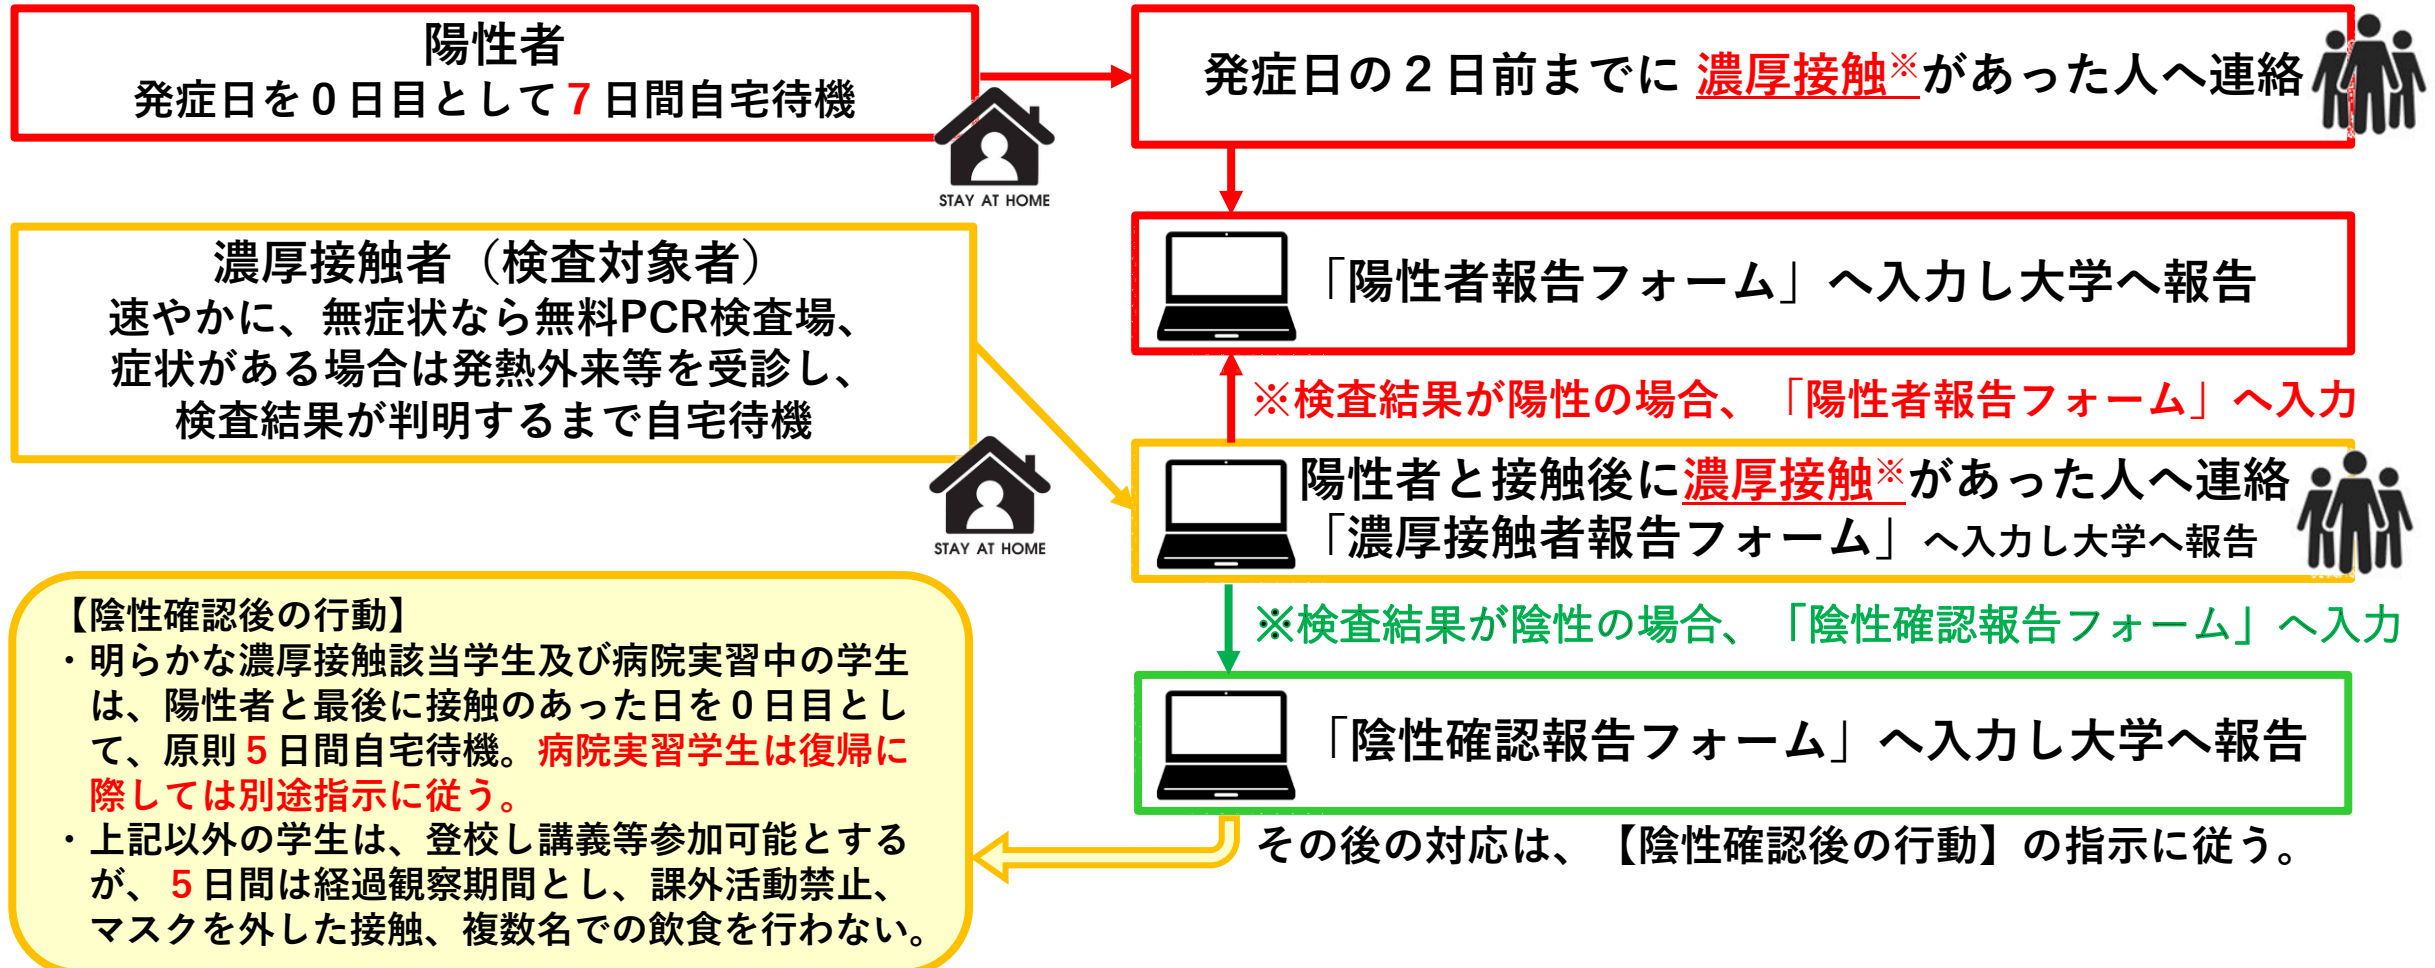 陽性者
発症日を０日目として７日間自宅待機
STAY AT HOME
発症日の２日前までに 濃厚接触※があった人へ連絡
「陽性者報告フォーム」へ入力し大学へ報告
濃厚接触者（検査対象者）
速やかに、無症状なら無料PCR検査場、
症状がある場合は発熱外来等を受診し、
検査結果が判明するまで自宅待機
STAY AT HOME
※検査結果が陽性の場合、「陽性者報告フォーム」へ入力
陽性者と接触後に濃厚接触※があった人へ連絡
「濃厚接触者報告フォーム」へ入力し大学へ報告
※検査結果が陰性の場合、「陰性確認報告フォーム」へ入力
「陰性確認報告フォーム」へ入力し大学へ報告
その後の対応は、【陰性確認後の行動】の指示に従う。
【陰性確認後の行動】
・明らかな濃厚接触該当学生及び病院実習中の学生
は、陽性者と最後に接触のあった日を０日目とし
て、原則５日間自宅待機。病院実習学生は復帰に
際しては別途指示に従う。
・上記以外の学生は、登校し講義等参加可能とする
が、５日間は経過観察期間とし、課外活動禁止、
マスクを外した接触、複数名での飲食を行わない。